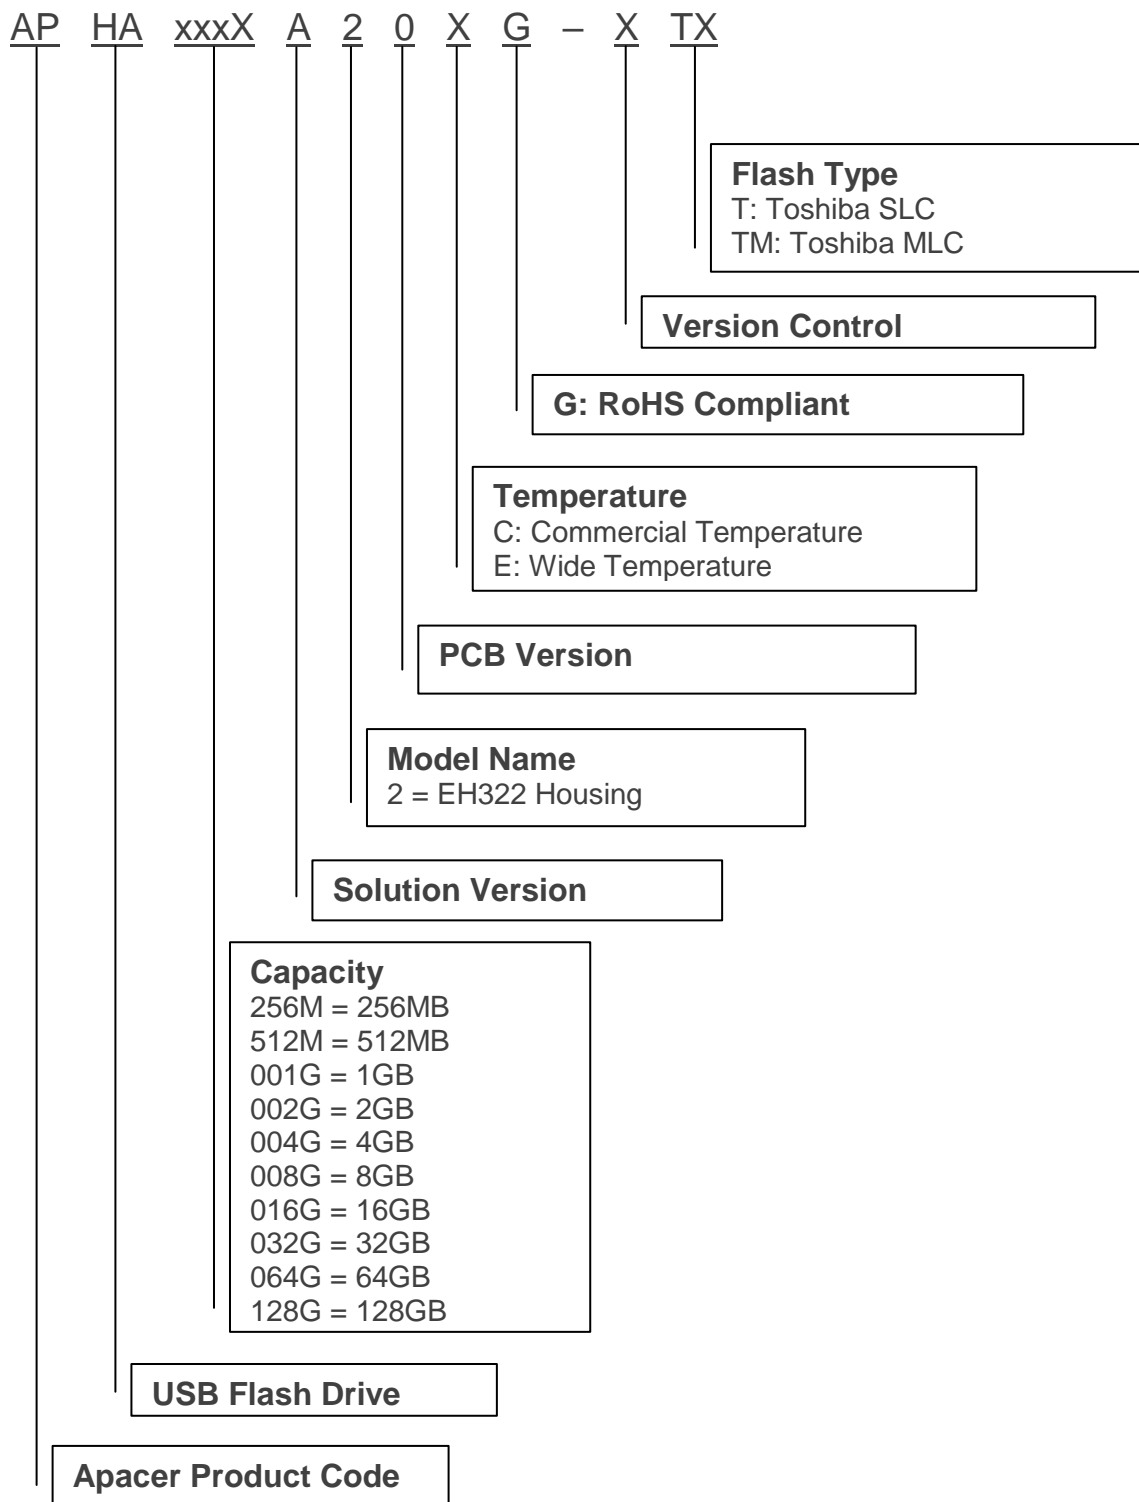 AP HA xxxX A 2 0 X G – X TX
Flash Type
T: Toshiba SLC
TM: Toshiba MLC
Version Control
G: RoHS Compliant
Temperature
C: Commercial Temperature
E: Wide Temperature
PCB Version
Model Name
2 = EH322 Housing
Solution Version
Capacity
256M = 256MB
512M = 512MB
001G = 1GB
002G = 2GB
004G = 4GB
008G = 8GB
016G = 16GB
032G = 32GB
064G = 64GB
128G = 128GB
USB Flash Drive
Apacer Product Code